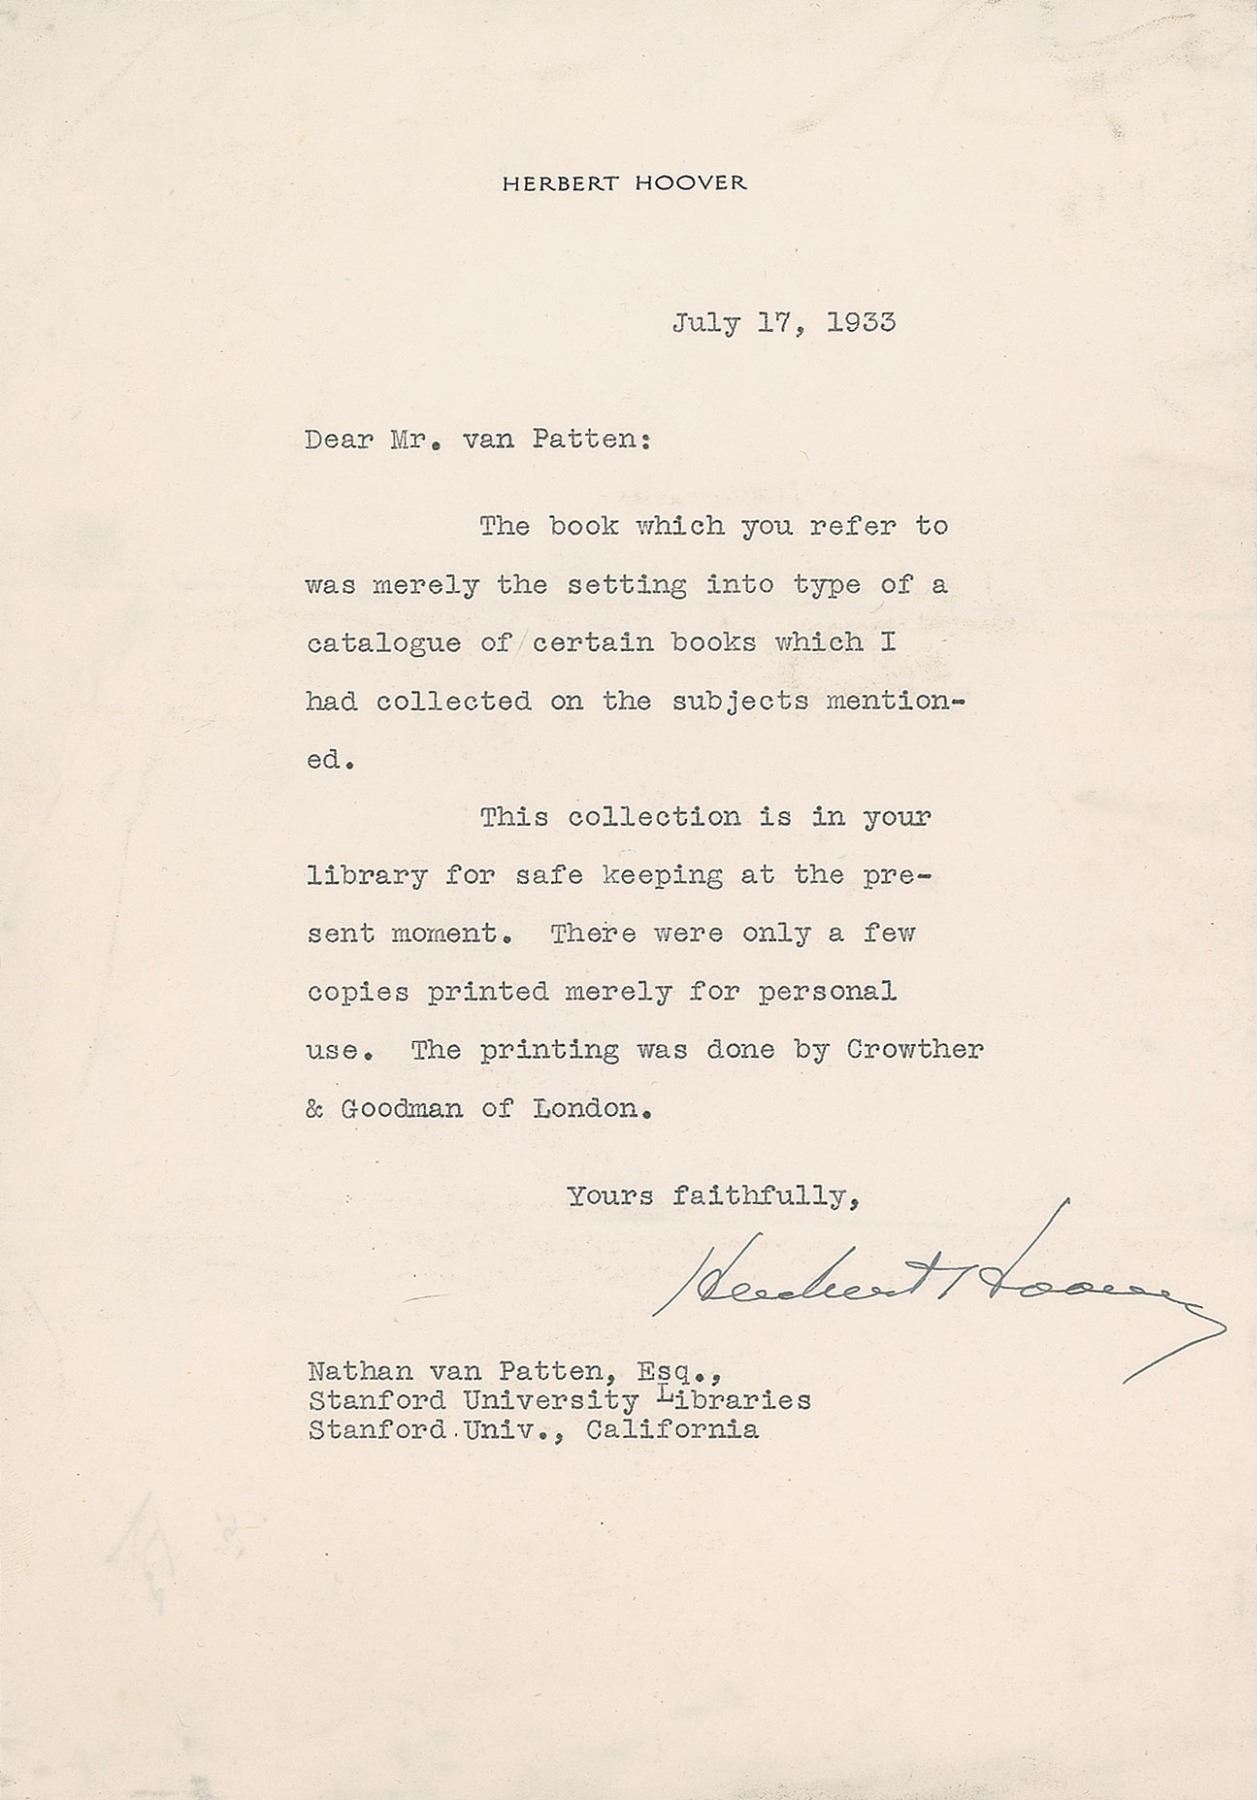 HERBERT HOOVER
July 17, 1933
Dear Mr. van Patten:
The book which you refer to
was merely the setting into type of a
catalogue of certain books which I
had collected on the subjects mention-
ed.
This collection is in your
library for safe keeping at the pre-
sent moment. There were only a few
copies printed merely for personal
use. The printing was done by Crowther
& Goodman of London.
Yours faithfully,
Herbert Hoover
Nathan van Patten, Esq.,
Stanford University Libraries
Stanford Univ., California